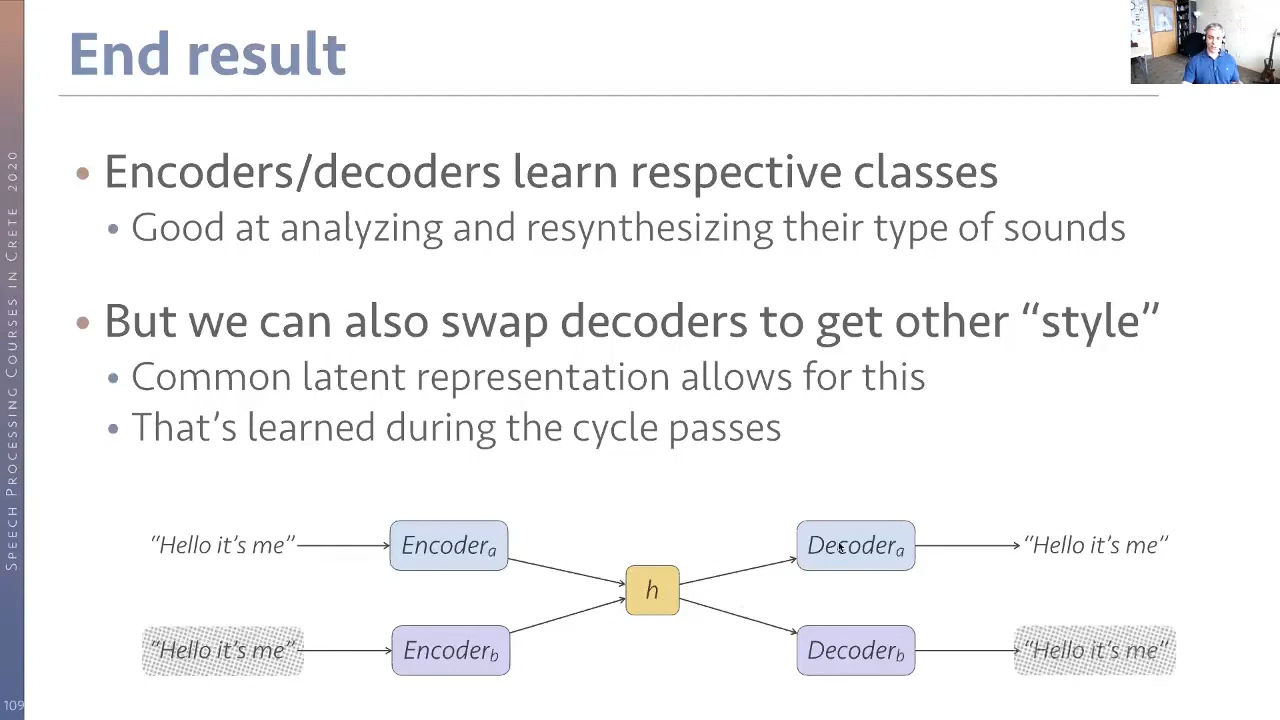 End result
• Encoders/decoders learn respective classes
• Good at analyzing and resynthesizing their type of sounds
• But we can also swap decoders to get other “style”
• Common latent representation allows for this
• That’s learned during the cycle passes
“Hello it’s me”
Encoderₐ
Decoderₐ
“Hello it’s me”
h
“Hello it’s me”
Encoder_b
Decoder_b
“Hello it’s me”
Speech Processing Courses in Crete 2020
109